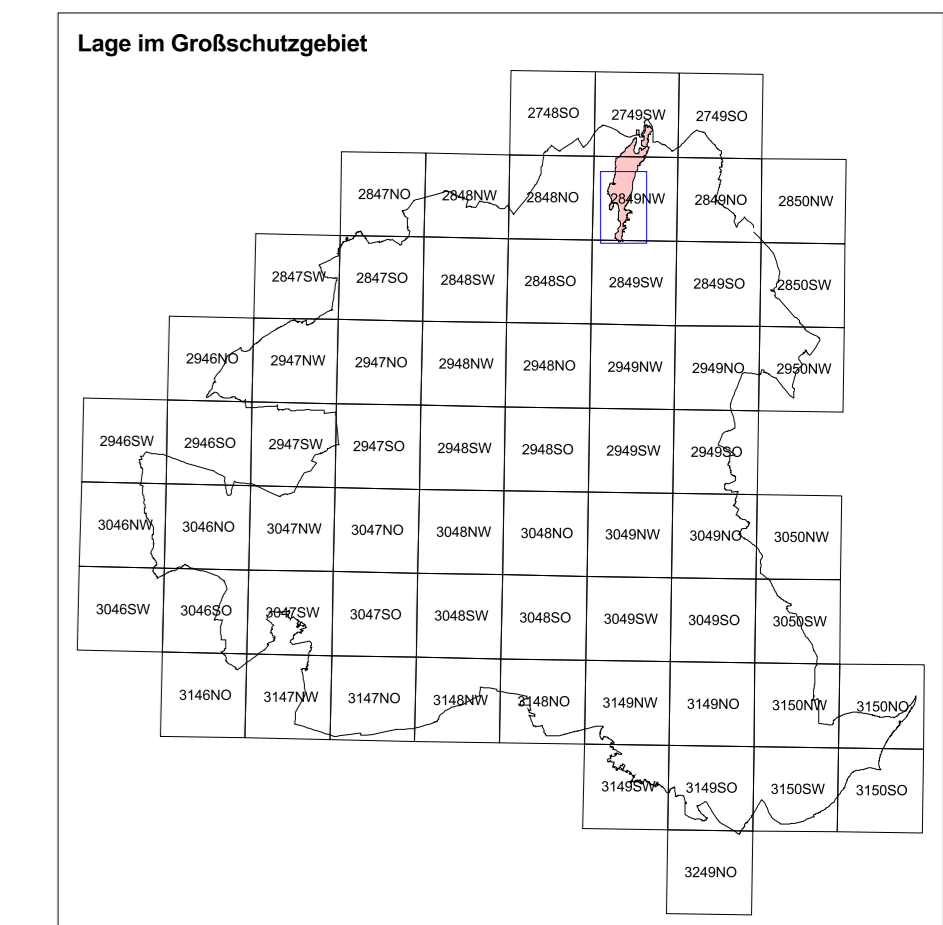 Lage im Großschutzgebiet
2748SO 2749SW 2749SO
2847NO 2848NW 2848NO 2849NW 2849NO 2850NW
2847SW 2847SO 2848SW 2848SO 2849SW 2849SO 2850SW
2946NO 2947NW 2947NO 2948NW 2948NO 2949NW 2949NO 2950NW
2946SW 2946SO 2947SW 2947SO 2948SW 2948SO 2949SW 2949SO
3046NW 3046NO 3047NW 3047NO 3048NW 3048NO 3049NW 3049NO 3050NW
3046SW 3046SO 3047SW 3047SO 3048SW 3048SO 3049SW 3049SO 3050SW
3146NO 3147NW 3147NO 3148NW 3148NO 3149NW 3149NO 3150NW 3150NO
3149SW 3149SO 3150SW 3150SO
3249NO